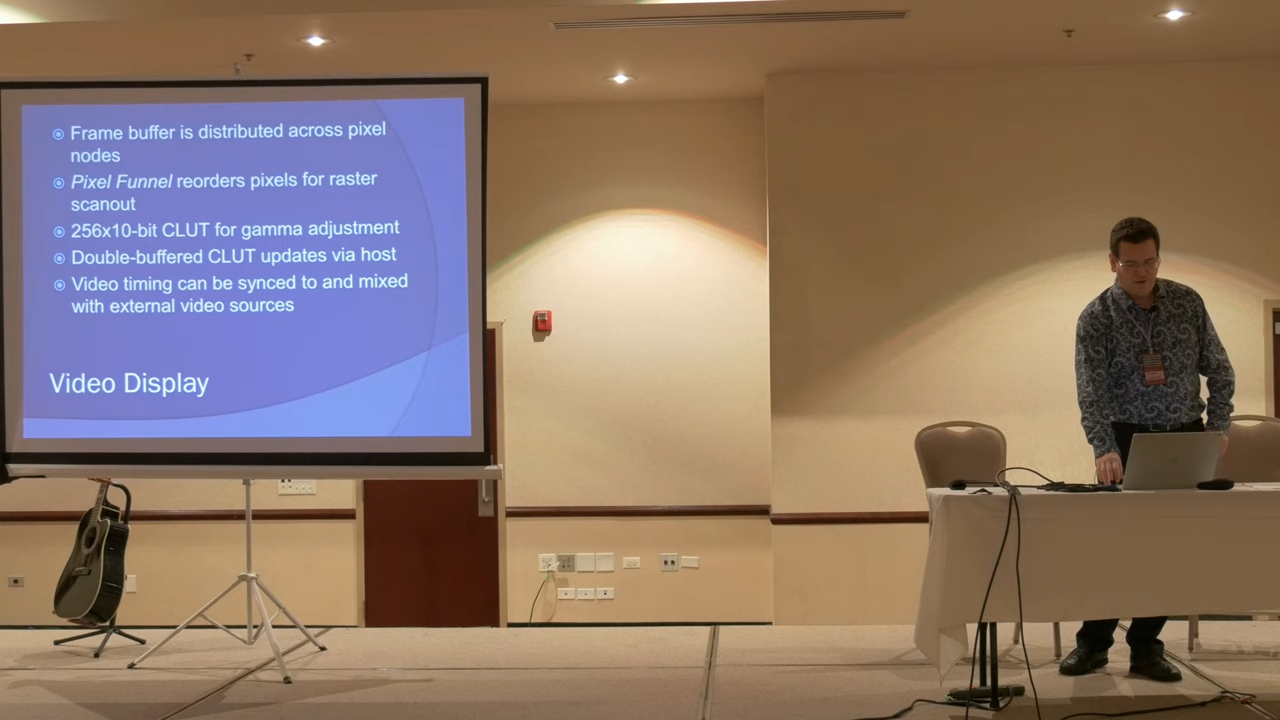 Frame buffer is distributed across pixel
nodes
Pixel Funnel reorders pixels for raster
scanout
256x10-bit CLUT for gamma adjustment
Double-buffered CLUT updates via host
Video timing can be synced to and mixed
with external video sources
Video Display